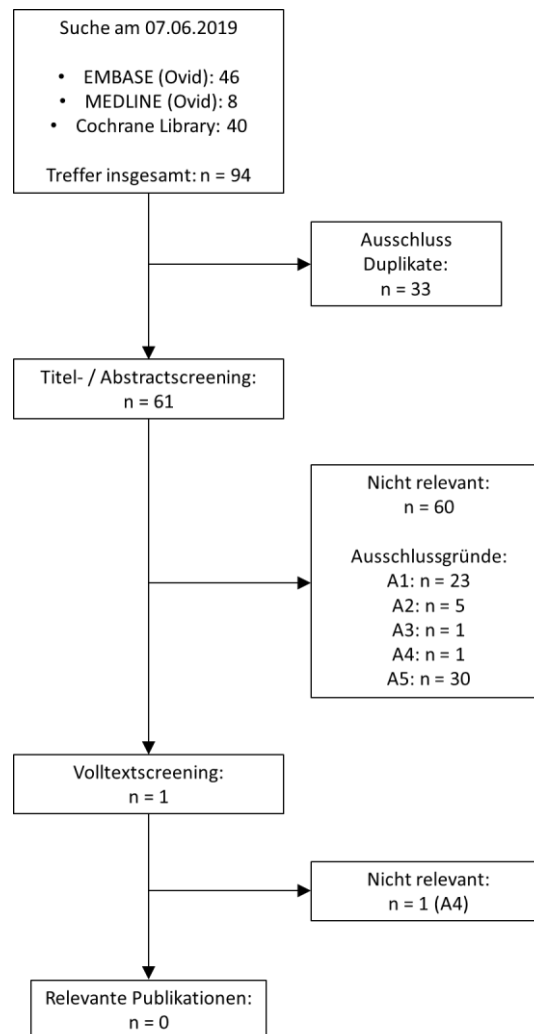 Suche am 07.06.2019
• EMBASE (Ovid): 46
• MEDLINE (Ovid): 8
• Cochrane Library: 40
Treffer insgesamt: n = 94
Ausschluss
Duplikate:
n = 33
Titel- / Abstractscreening:
n = 61
Nicht relevant:
n = 60
Ausschlussgründe:
A1: n = 23
A2: n = 5
A3: n = 1
A4: n = 1
A5: n = 30
Volltextscreening:
n = 1
Nicht relevant:
n = 1 (A4)
Relevante Publikationen:
n = 0